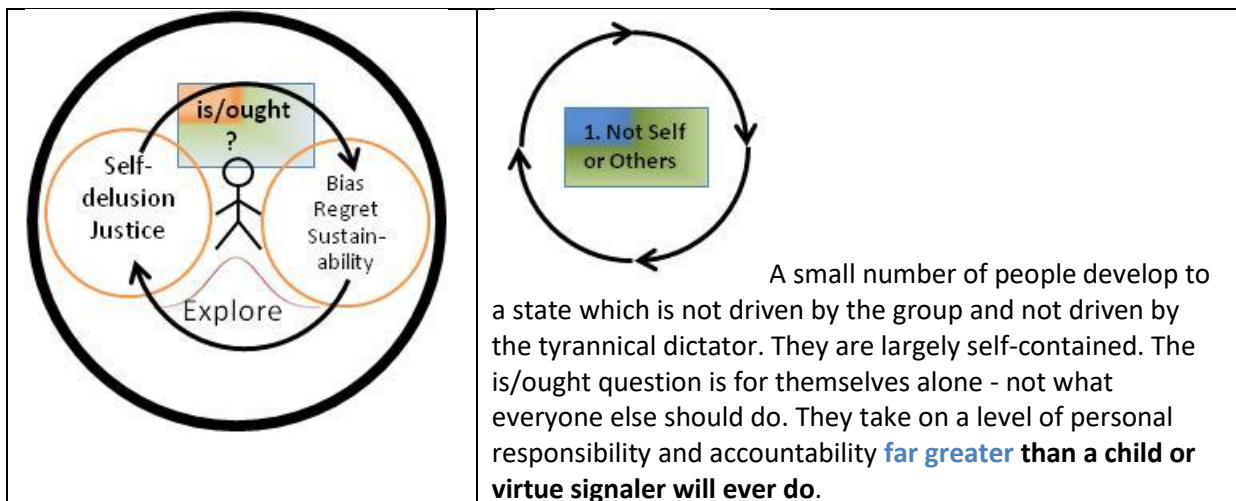 is/ought
?
Self-
delusion
Justice
Bias
Regret
Sustain-
ability
Explore
1. Not Self
or Others
A small number of people develop to
a state which is not driven by the group and not driven by
the tyrannical dictator. They are largely self-contained. The
is/ought question is for themselves alone - not what
everyone else should do. They take on a level of personal
responsibility and accountability far greater than a child or
virtue signaler will ever do.